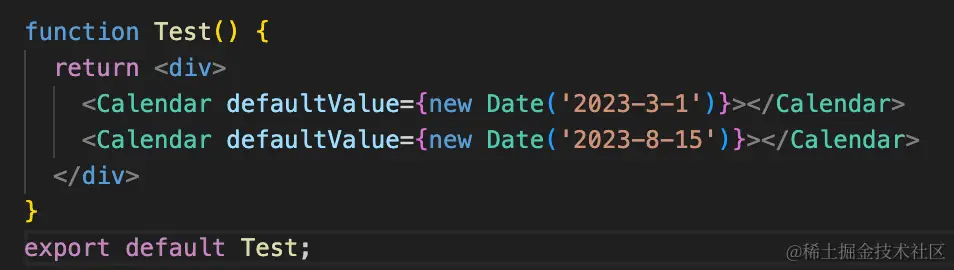 function Test() {
  return <div>
    <Calendar defaultValue={new Date('2023-3-1')}></Calendar>
    <Calendar defaultValue={new Date('2023-8-15')}></Calendar>
  </div>
}
export default Test;
@稀土掘金技术社区